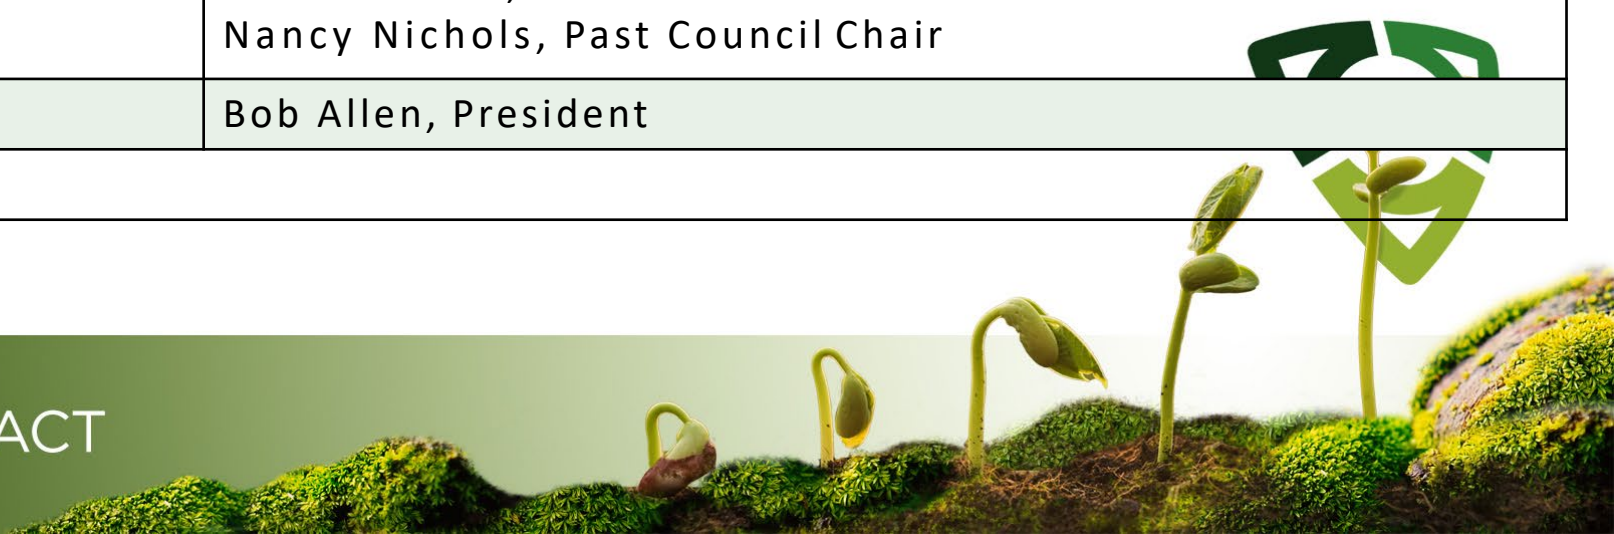 Nancy Nichols, Past Council Chair
Bob Allen, President
ACT